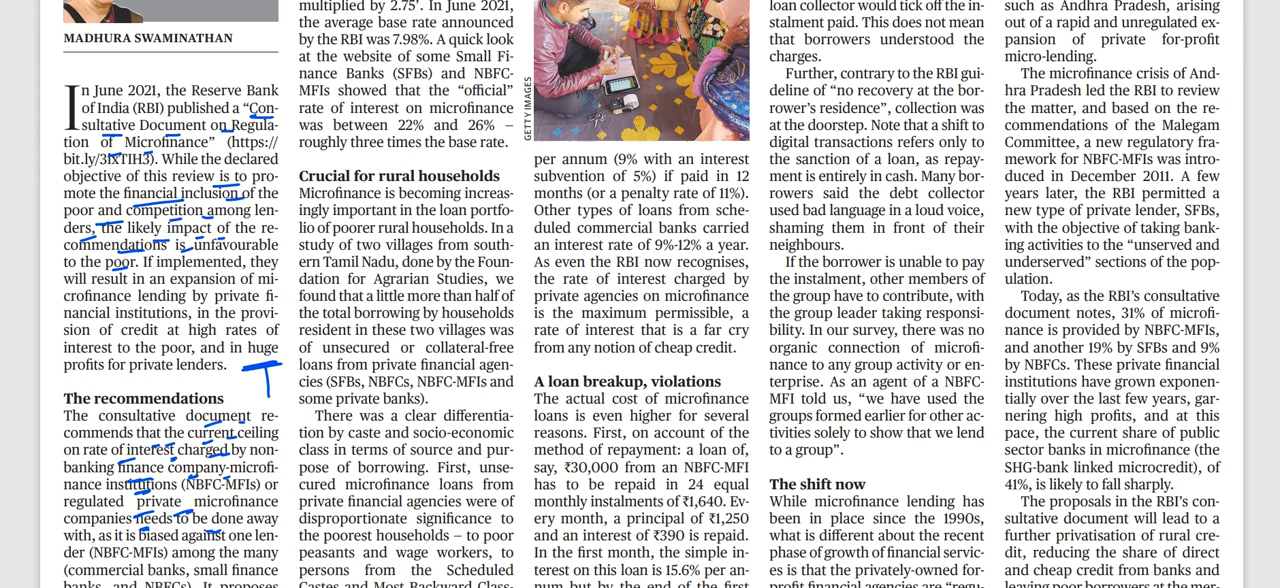 MADHURA SWAMINATHAN
In June 2021, the Reserve Bank
of India (RBI) published a “Con-
sultative Document on Regula-
tion of Microfinance” (https://
bit.ly/3fxTIH3). While the declared
objective of this review is to pro-
mote the financial inclusion of the
poor and competition among len-
ders, the likely impact of the re-
commendations is unfavourable
to the poor. If implemented, they
will result in an expansion of mi-
crofinance lending by private fi-
nancial institutions, in the provi-
sion of credit at high rates of
interest to the poor, and in huge
profits for private lenders.
The recommendations
The consultative document re-
commends that the current ceiling
on rate of interest charged by non-
banking finance company-microfi-
nance institutions (NBFC-MFIs) or
regulated private microfinance
companies needs to be done away
with, as it is biased against one len-
der (NBFC-MFIs) among the many
(commercial banks, small finance
banks, and NBFCs). It proposes
multiplied by 2.75’. In June 2021,
the average base rate announced
by the RBI was 7.98%. A quick look
at the website of some Small Fi-
nance Banks (SFBs) and NBFC-
MFIs showed that the “official”
rate of interest on microfinance
was between 22% and 26% –
roughly three times the base rate.
Crucial for rural households
Microfinance is becoming increas-
ingly important in the loan portfo-
lio of poorer rural households. In a
study of two villages from south-
ern Tamil Nadu, done by the Foun-
dation for Agrarian Studies, we
found that a little more than half of
the total borrowing by households
resident in these two villages was
of unsecured or collateral-free
loans from private financial agen-
cies (SFBs, NBFCs, NBFC-MFIs and
some private banks).
There was a clear differentia-
tion by caste and socio-economic
class in terms of source and pur-
pose of borrowing. First, unse-
cured microfinance loans from
private financial agencies were of
disproportionate significance to
the poorest households – to poor
peasants and wage workers, to
persons from the Scheduled
Castes and Most Backward Class-
GETTY IMAGES
per annum (9% with an interest
subvention of 5%) if paid in 12
months (or a penalty rate of 11%).
Other types of loans from sche-
duled commercial banks carried
an interest rate of 9%-12% a year.
As even the RBI now recognises,
the rate of interest charged by
private agencies on microfinance
is the maximum permissible, a
rate of interest that is a far cry
from any notion of cheap credit.
A loan breakup, violations
The actual cost of microfinance
loans is even higher for several
reasons. First, on account of the
method of repayment: a loan of,
say, ₹30,000 from an NBFC-MFI
has to be repaid in 24 equal
monthly instalments of ₹1,640. Ev-
ery month, a principal of ₹1,250
and an interest of ₹390 is repaid.
In the first month, the simple in-
terest on this loan is 15.6% per an-
num but by the end of the first
loan collector would tick off the in-
stalment paid. This does not mean
that borrowers understood the
charges.
Further, contrary to the RBI gui-
deline of “no recovery at the bor-
rower’s residence”, collection was
at the doorstep. Note that a shift to
digital transactions refers only to
the sanction of a loan, as repay-
ment is entirely in cash. Many bor-
rowers said the debt collector
used bad language in a loud voice,
shaming them in front of their
neighbours.
If the borrower is unable to pay
the instalment, other members of
the group have to contribute, with
the group leader taking responsi-
bility. In our survey, there was no
organic connection of microfi-
nance to any group activity or en-
terprise. As an agent of a NBFC-
MFI told us, “we have used the
groups formed earlier for other ac-
tivities solely to show that we lend
to a group”.
The shift now
While microfinance lending has
been in place since the 1990s,
what is different about the recent
phase of growth of financial servic-
es is that the privately-owned for-
profit financial agencies are “regu-
such as Andhra Pradesh, arising
out of a rapid and unregulated ex-
pansion of private for-profit
micro-lending.
The microfinance crisis of And-
hra Pradesh led the RBI to review
the matter, and based on the re-
commendations of the Malegam
Committee, a new regulatory fra-
mework for NBFC-MFIs was intro-
duced in December 2011. A few
years later, the RBI permitted a
new type of private lender, SFBs,
with the objective of taking bank-
ing activities to the “unserved and
underserved” sections of the pop-
ulation.
Today, as the RBI’s consultative
document notes, 31% of microfi-
nance is provided by NBFC-MFIs,
and another 19% by SFBs and 9%
by NBFCs. These private financial
institutions have grown exponen-
tially over the last few years, gar-
nering high profits, and at this
pace, the current share of public
sector banks in microfinance (the
SHG-bank linked microcredit), of
41%, is likely to fall sharply.
The proposals in the RBI’s con-
sultative document will lead to a
further privatisation of rural cre-
dit, reducing the share of direct
and cheap credit from banks and
leaving poor borrowers at the mer-